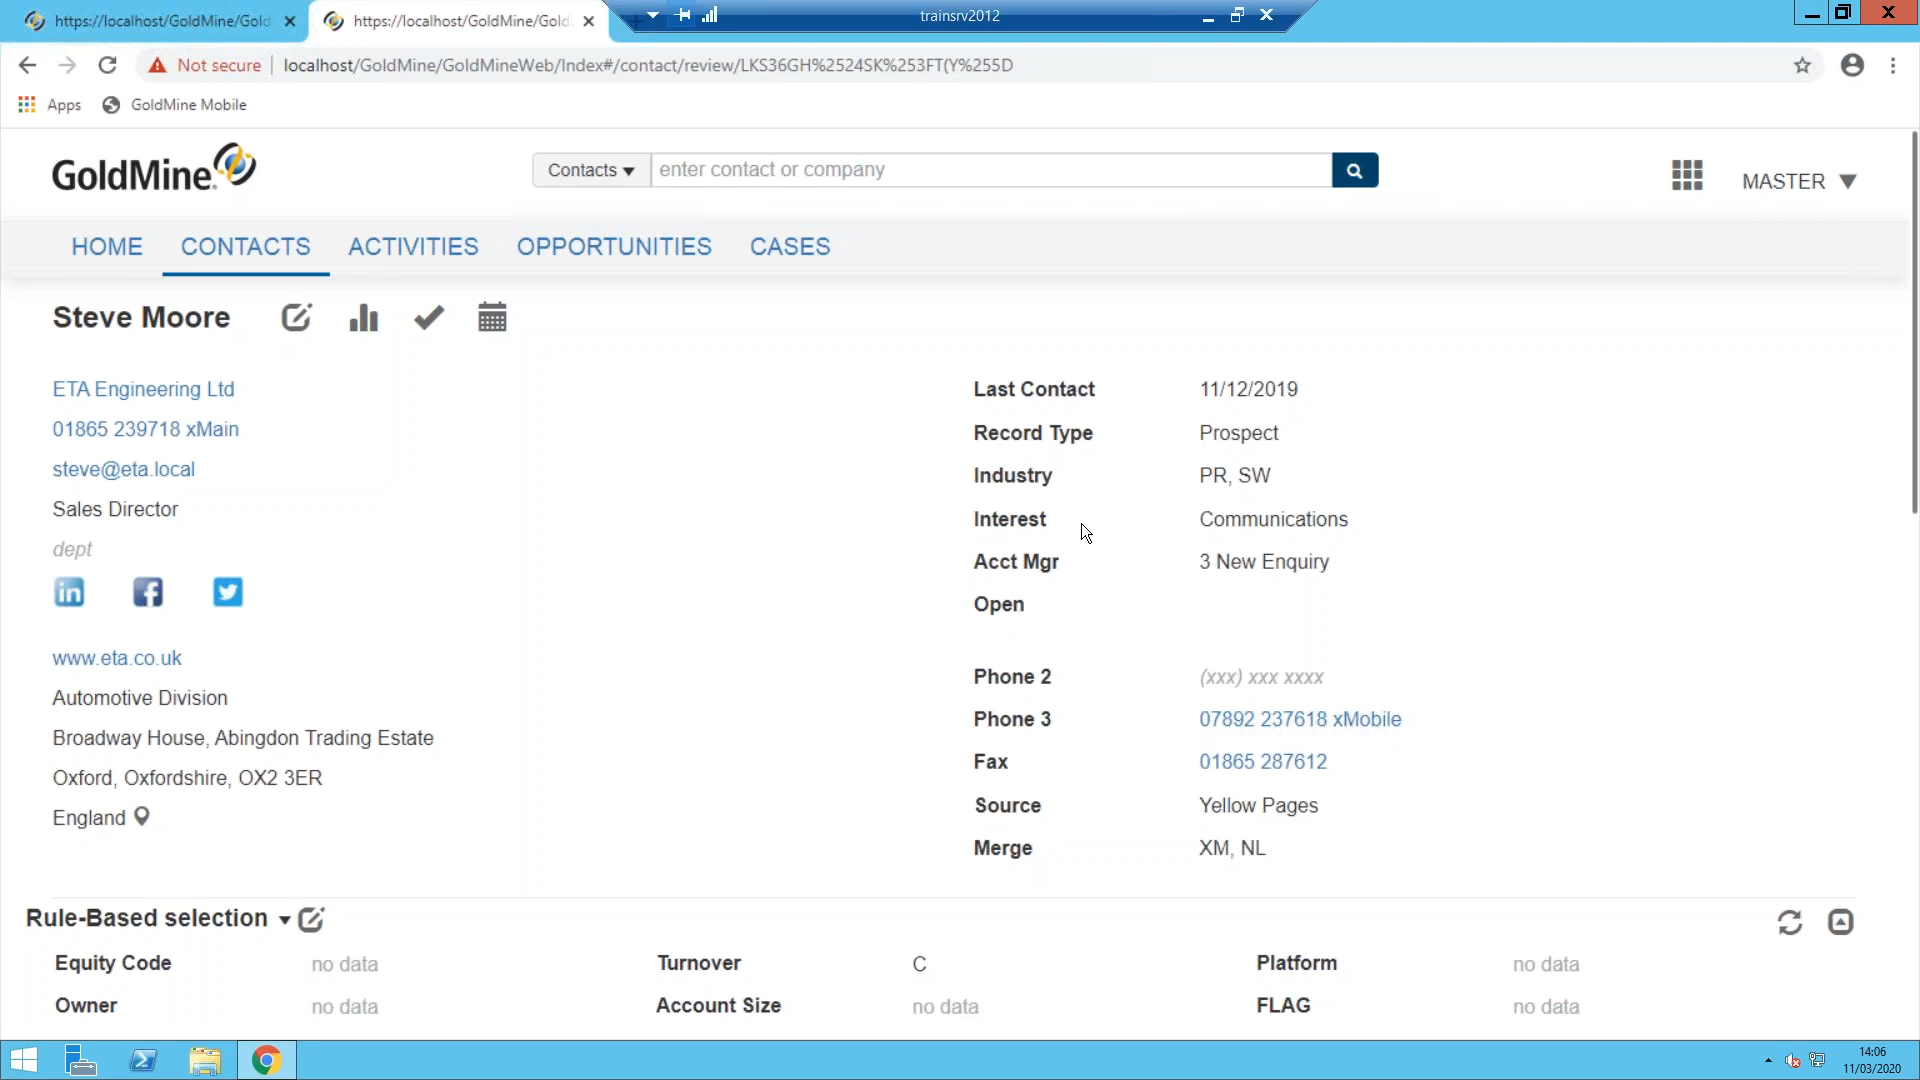 https://localhost/GoldMine/Gold
https://localhost/GoldMine/Gold
trainsrv2012
Not secure
localhost/GoldMine/GoldMineWeb/Index#/contact/review/LKS36GH%2524SK%253FT(Y%255D
Apps
GoldMine Mobile
GoldMine
Contacts
enter contact or company
MASTER
HOME
CONTACTS
ACTIVITIES
OPPORTUNITIES
CASES
Steve Moore
ETA Engineering Ltd
01865 239718 xMain
steve@eta.local
Sales Director
dept
in
f
www.eta.co.uk
Automotive Division
Broadway House, Abingdon Trading Estate
Oxford, Oxfordshire, OX2 3ER
England
Last Contact 11/12/2019
Record Type Prospect
Industry PR, SW
Interest Communications
Acct Mgr 3 New Enquiry
Open
Phone 2 (xxx) xxx xxxx
Phone 3 07892 237618 xMobile
Fax 01865 287612
Source Yellow Pages
Merge XM, NL
Rule-Based selection
Equity Code no data Turnover C Platform no data
Owner no data Account Size no data FLAG no data
14:06
11/03/2020